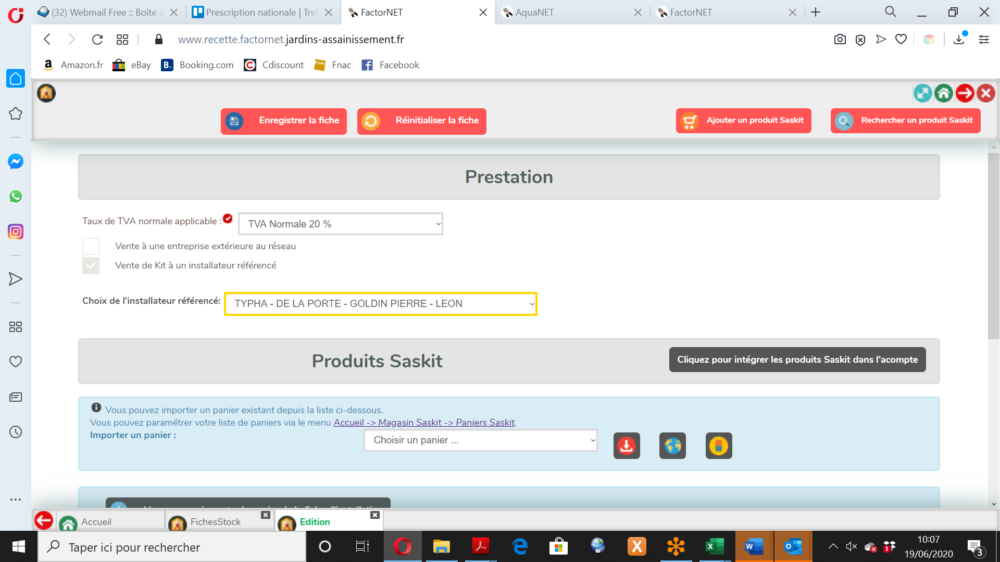 (32) Webmail Free :: Boîte d
Prescription nationale | Trel
FactorNET
AquaNET
FactorNET
www.recette.factornet.jardins-assainissement.fr
Amazon.fr
eBay
Booking.com
Cdiscount
Fnac
Facebook
Enregistrer la fiche
Réinitialiser la fiche
Ajouter un produit Saskit
Rechercher un produit Saskit
Prestation
Taux de TVA normale applicable :
TVA Normale 20 %
Vente à une entreprise extérieure au réseau
Vente de Kit à un installateur référencé
Choix de l'installateur référencé:
TYPHA - DE LA PORTE - GOLDIN PIERRE - LEON
Produits Saskit
Cliquez pour intégrer les produits Saskit dans l'acompte
Vous pouvez importer un panier existant depuis la liste ci-dessous.
Vous pouvez paramétrer votre liste de paniers via le menu Accueil -> Magasin Saskit -> Paniers Saskit.
Importer un panier :
Choisir un panier ...
Accueil
FichesStock
Edition
Taper ici pour rechercher
10:07
19/06/2020
3